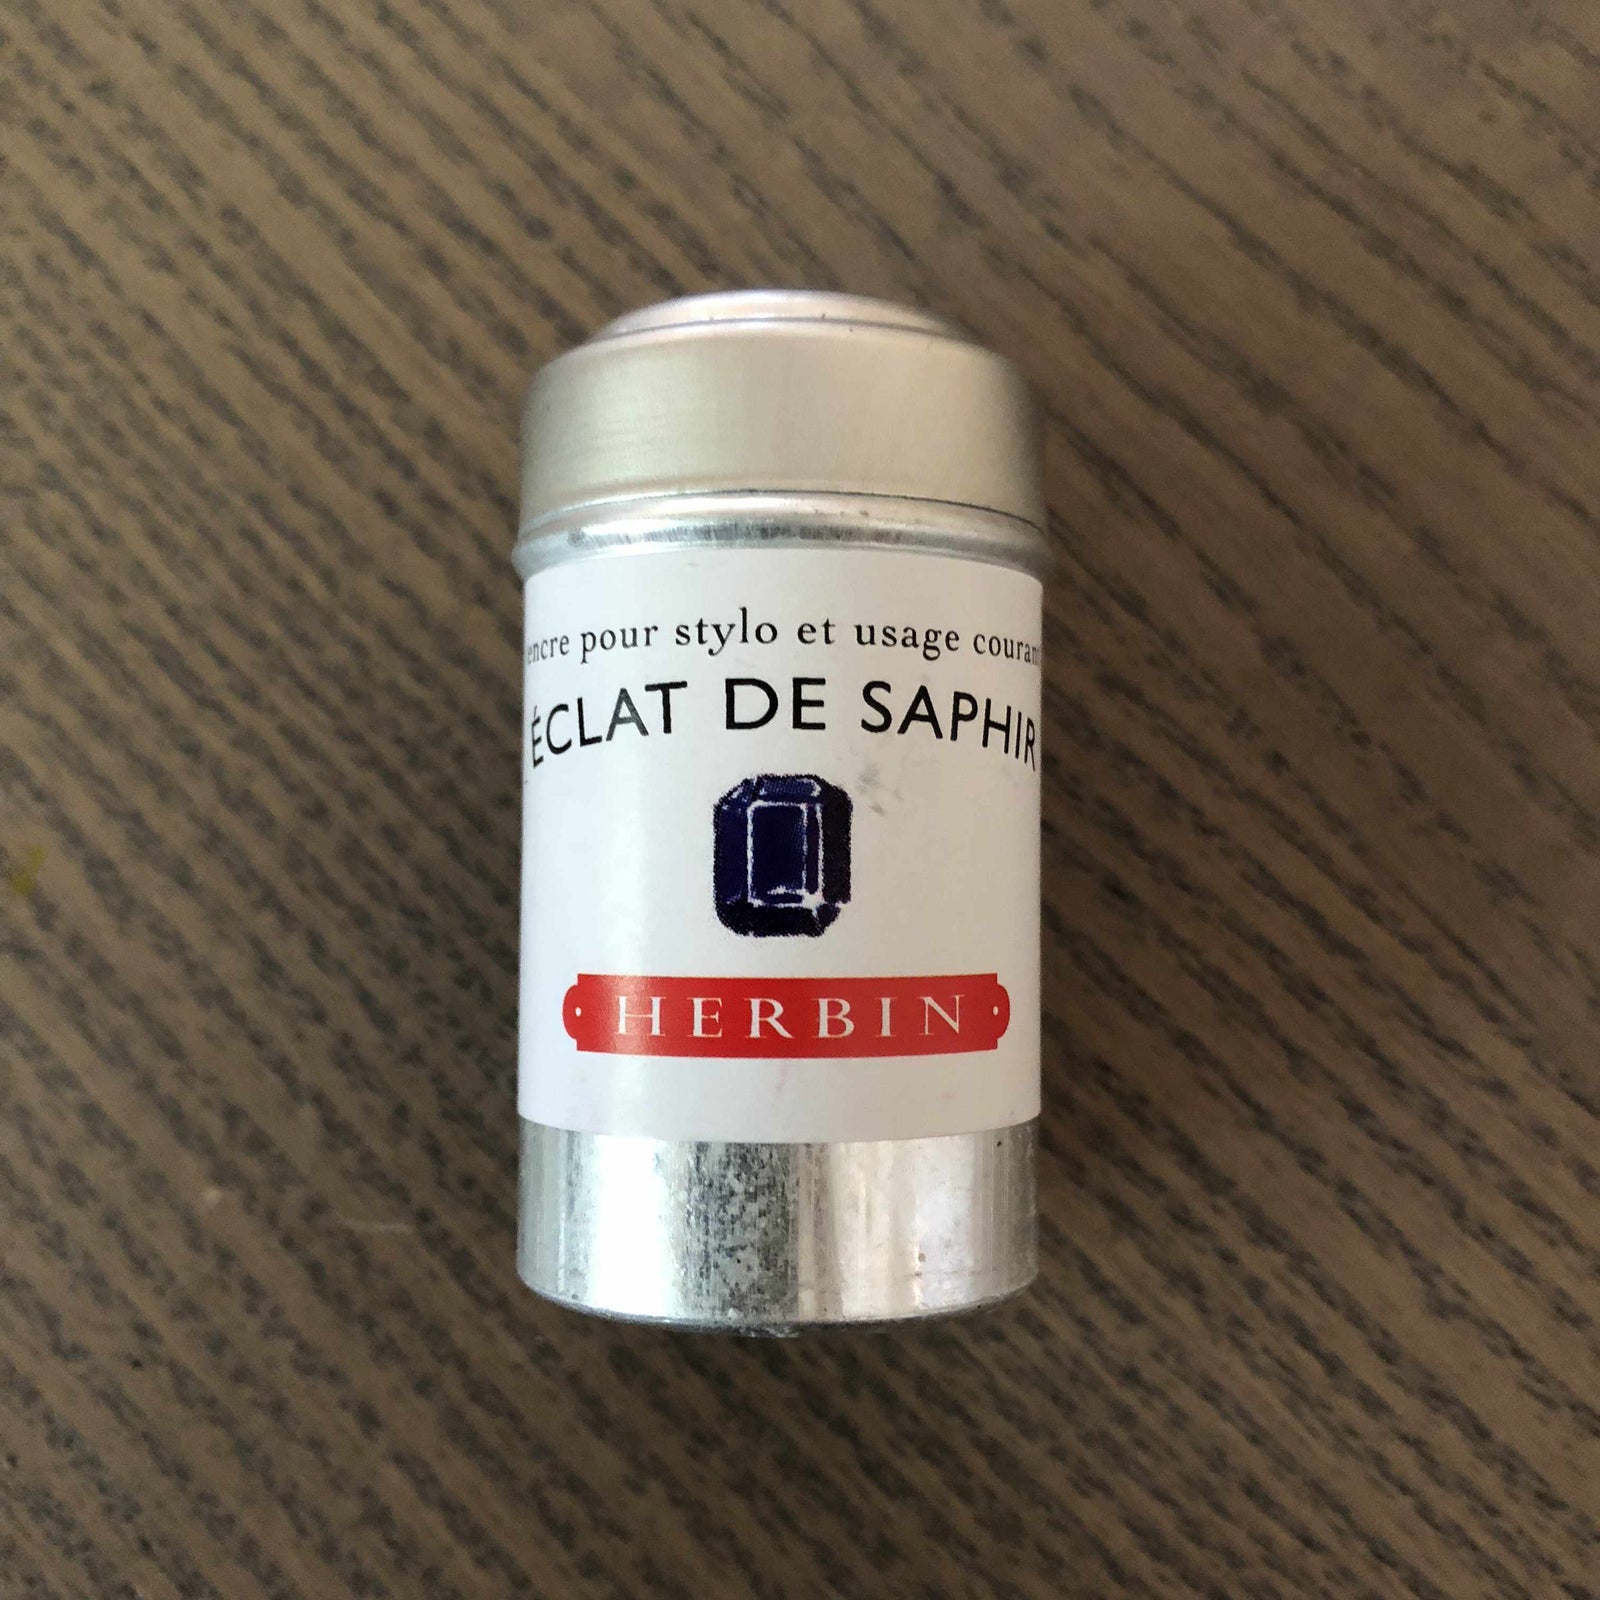 encre pour stylo et usage courant
ÉCLAT DE SAPHIR
HERBIN